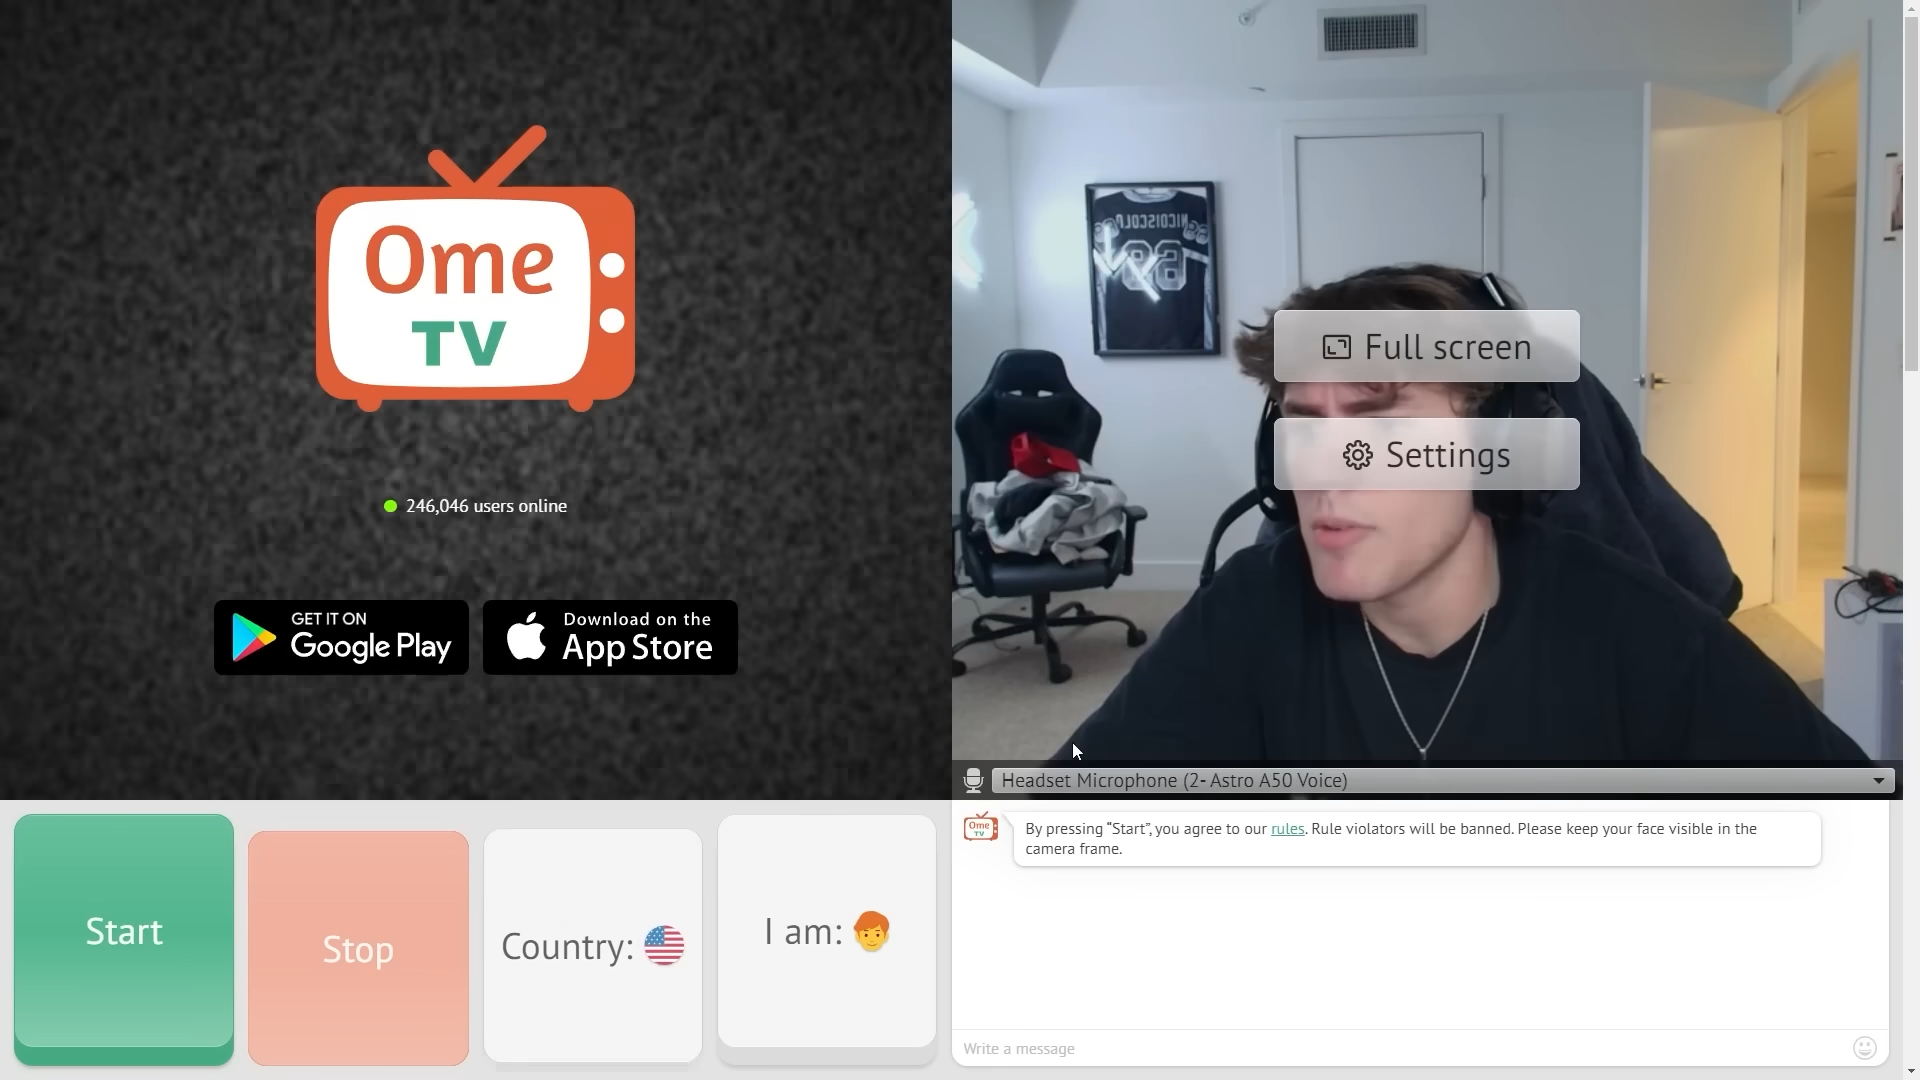 Ome
TV
246,046 users online
GET IT ON
Google Play
Download on the
App Store
Full screen
Settings
Headset Microphone (2- Astro A50 Voice)
Start
Stop
Country:
I am:
Ome
TV
By pressing “Start”, you agree to our rules. Rule violators will be banned. Please keep your face visible in the
camera frame.
Write a message